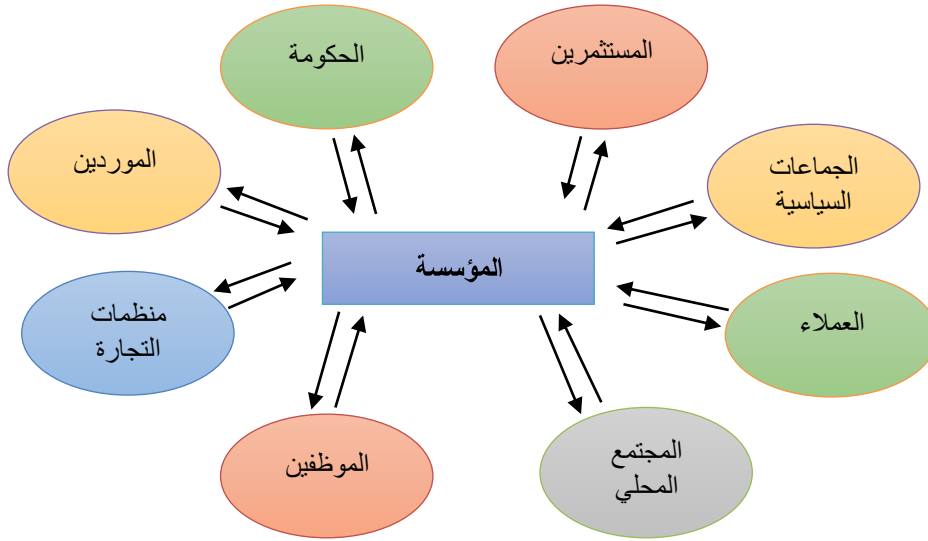 المستثمرين
الحكومة
الجماعات
السياسية
الموردين
المؤسسة
العملاء
منظمات
التجارة
المجتمع
المحلي
الموظفين